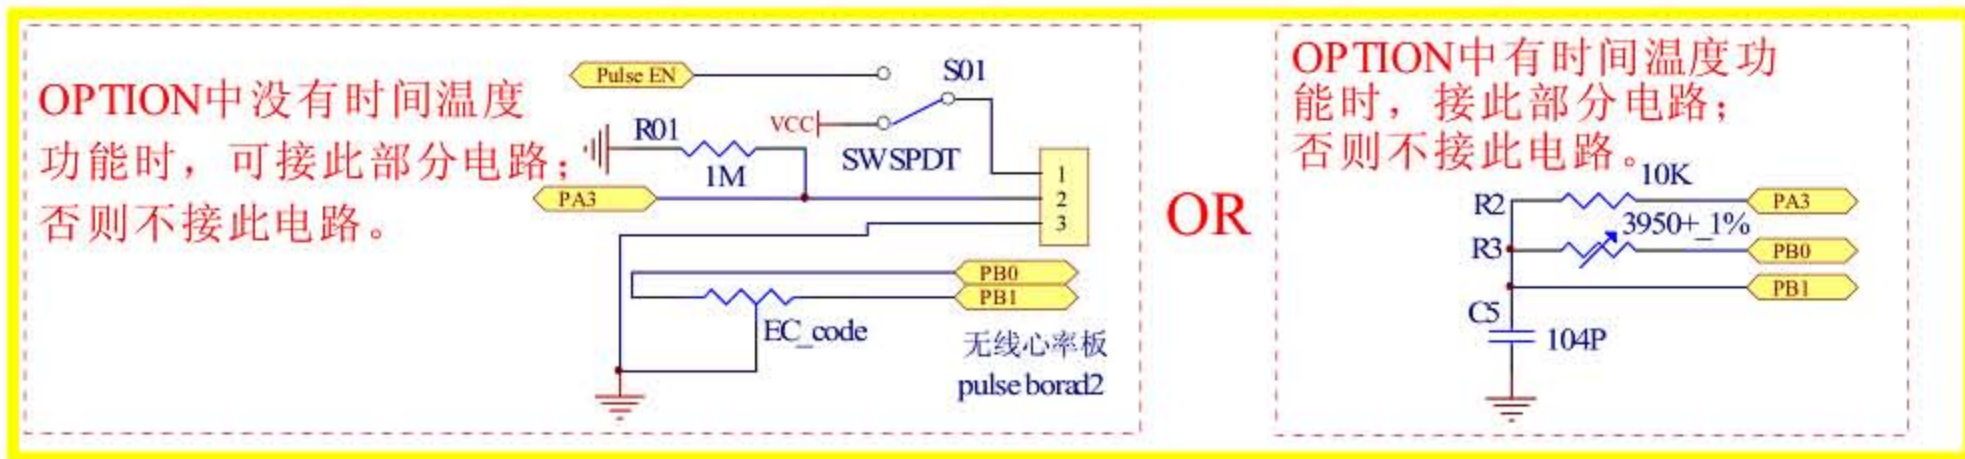 OPTION中没有时间温度
功能时，可接此部分电路；
否则不接此电路。
Pulse EN
S01
VCC
R01
1M
SWSPDT
PA3
1
2
3
PB0
PB1
EC_code
无线心率板
pulse borad2
OR
OPTION中有时间温度功
能时，接此部分电路；
否则不接此电路。
10K
R2
PA3
3950+_1%
R3
PB0
PB1
C5
104P